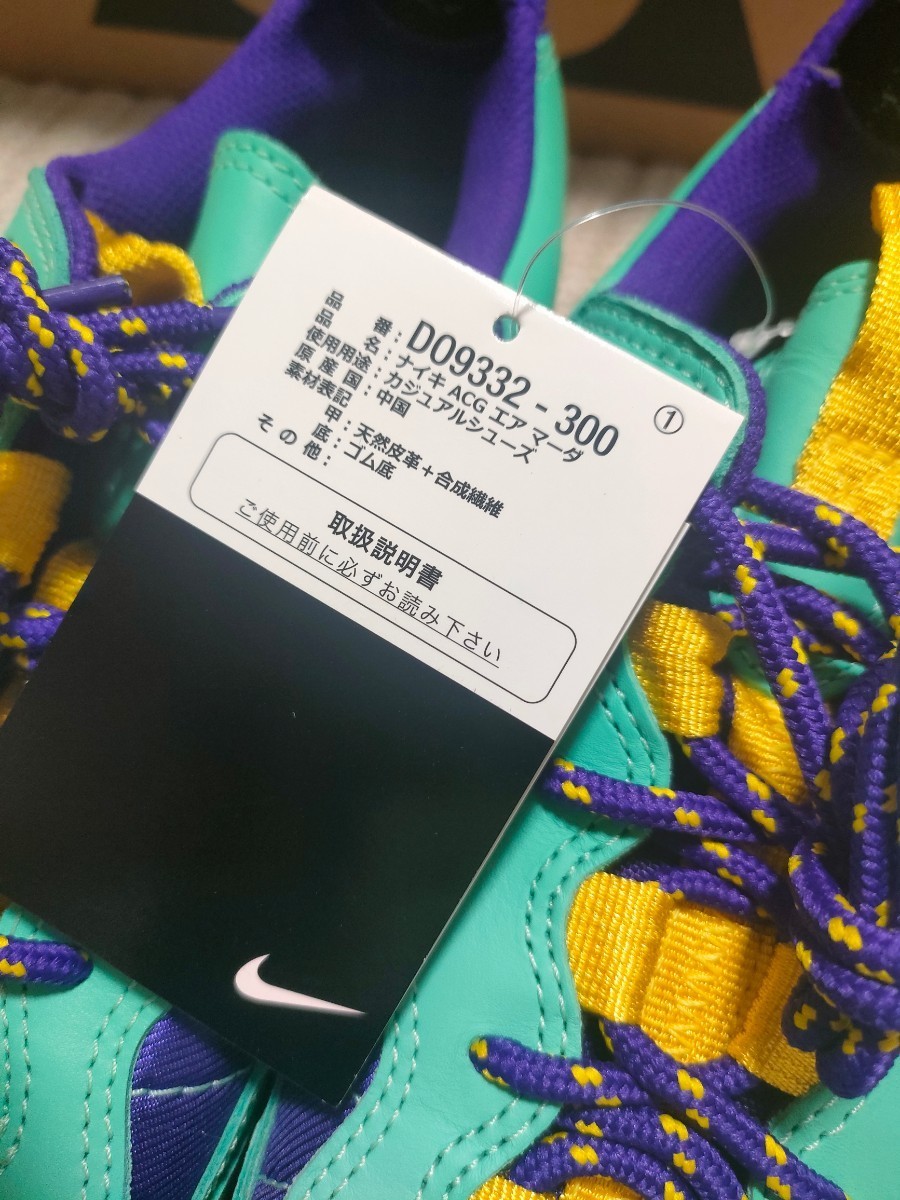 ①
品 番：DO9332 - 300
品 名：ナイキ ACG エア マーダ
使用用途：カジュアルシューズ
原産国：中国
素材表記
甲：天然皮革＋合成繊維
底：ゴム底
その他：
取扱説明書
ご使用前に必ずお読み下さい